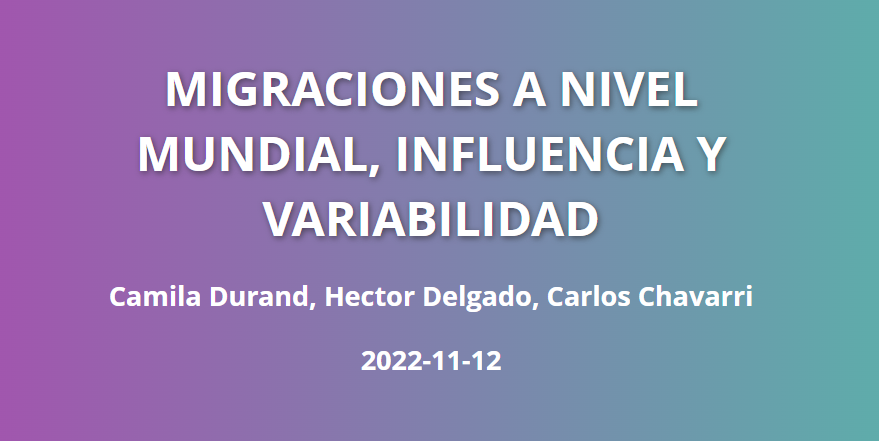 MIGRACIONES A NIVEL
MUNDIAL, INFLUENCIA Y
VARIABILIDAD
Camila Durand, Hector Delgado, Carlos Chavarri
2022-11-12